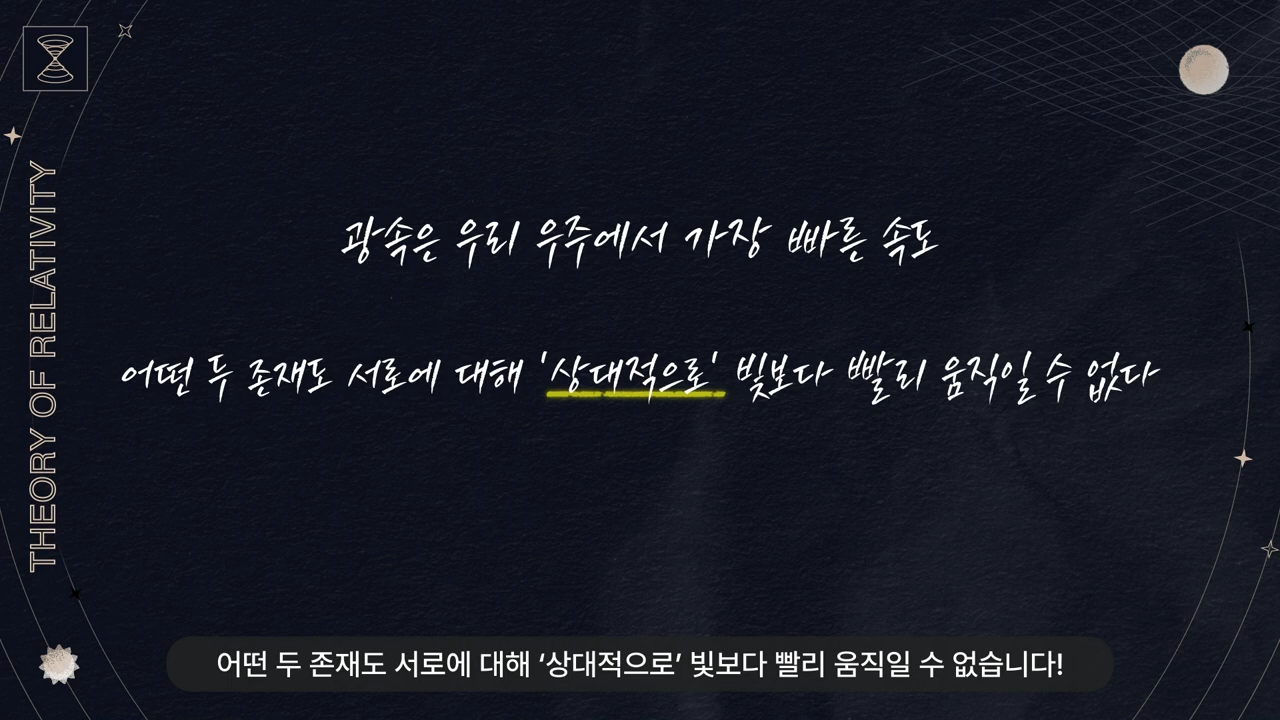 THEORY OF RELATIVITY
광속은 우리 우주에서 가장 빠른 속도
어떤 두 존재도 서로에 대해 '상대적으로' 빛보다 빨리 움직일 수 없다
어떤 두 존재도 서로에 대해 ‘상대적으로’ 빛보다 빨리 움직일 수 없습니다!